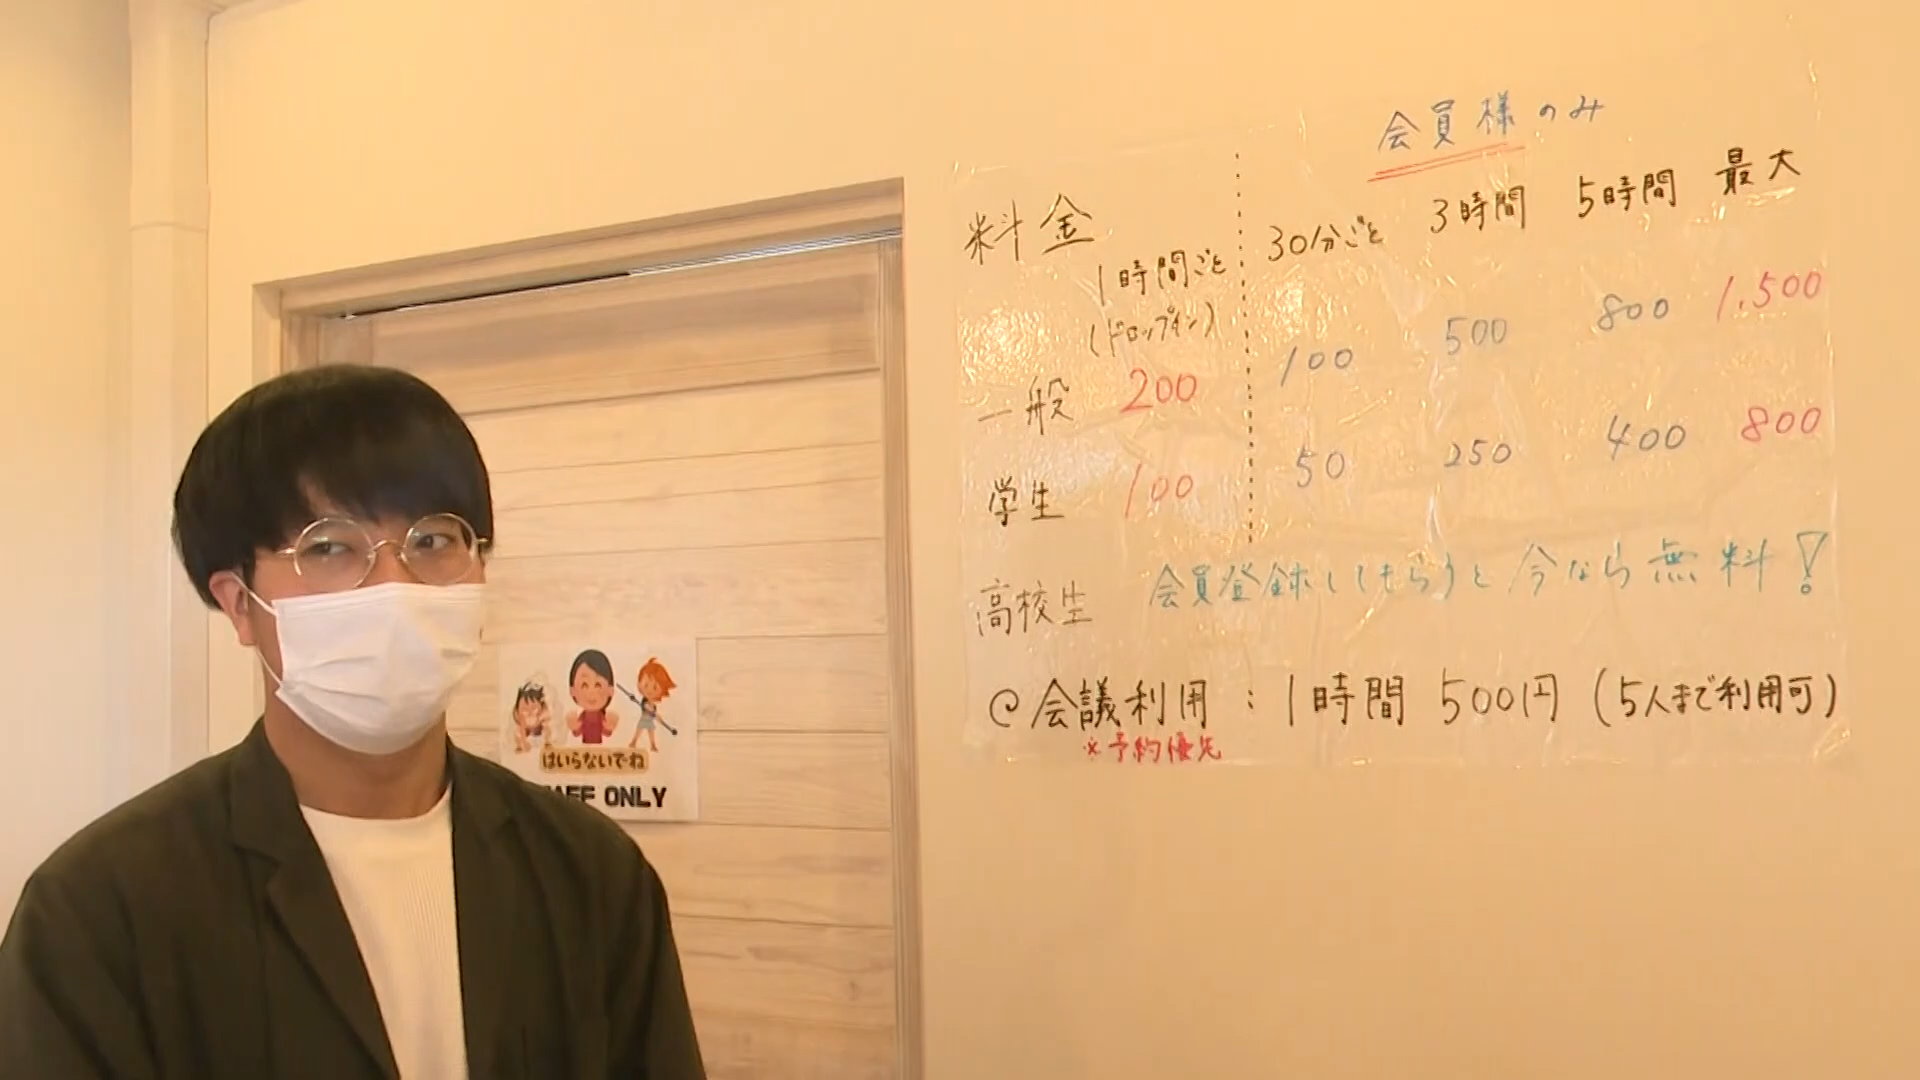 会員様のみ
料金
1時間ごと
(ドロップイン)
30分ごと 3時間 5時間 最大
一般 200 100 500 800 1,500
学生 100 50 250 400 800
高校生 会員登録してもらうと今なら無料!
@会議利用：1時間 500円(5人まで利用可)
※予約優先
はいらないでね
ONLY